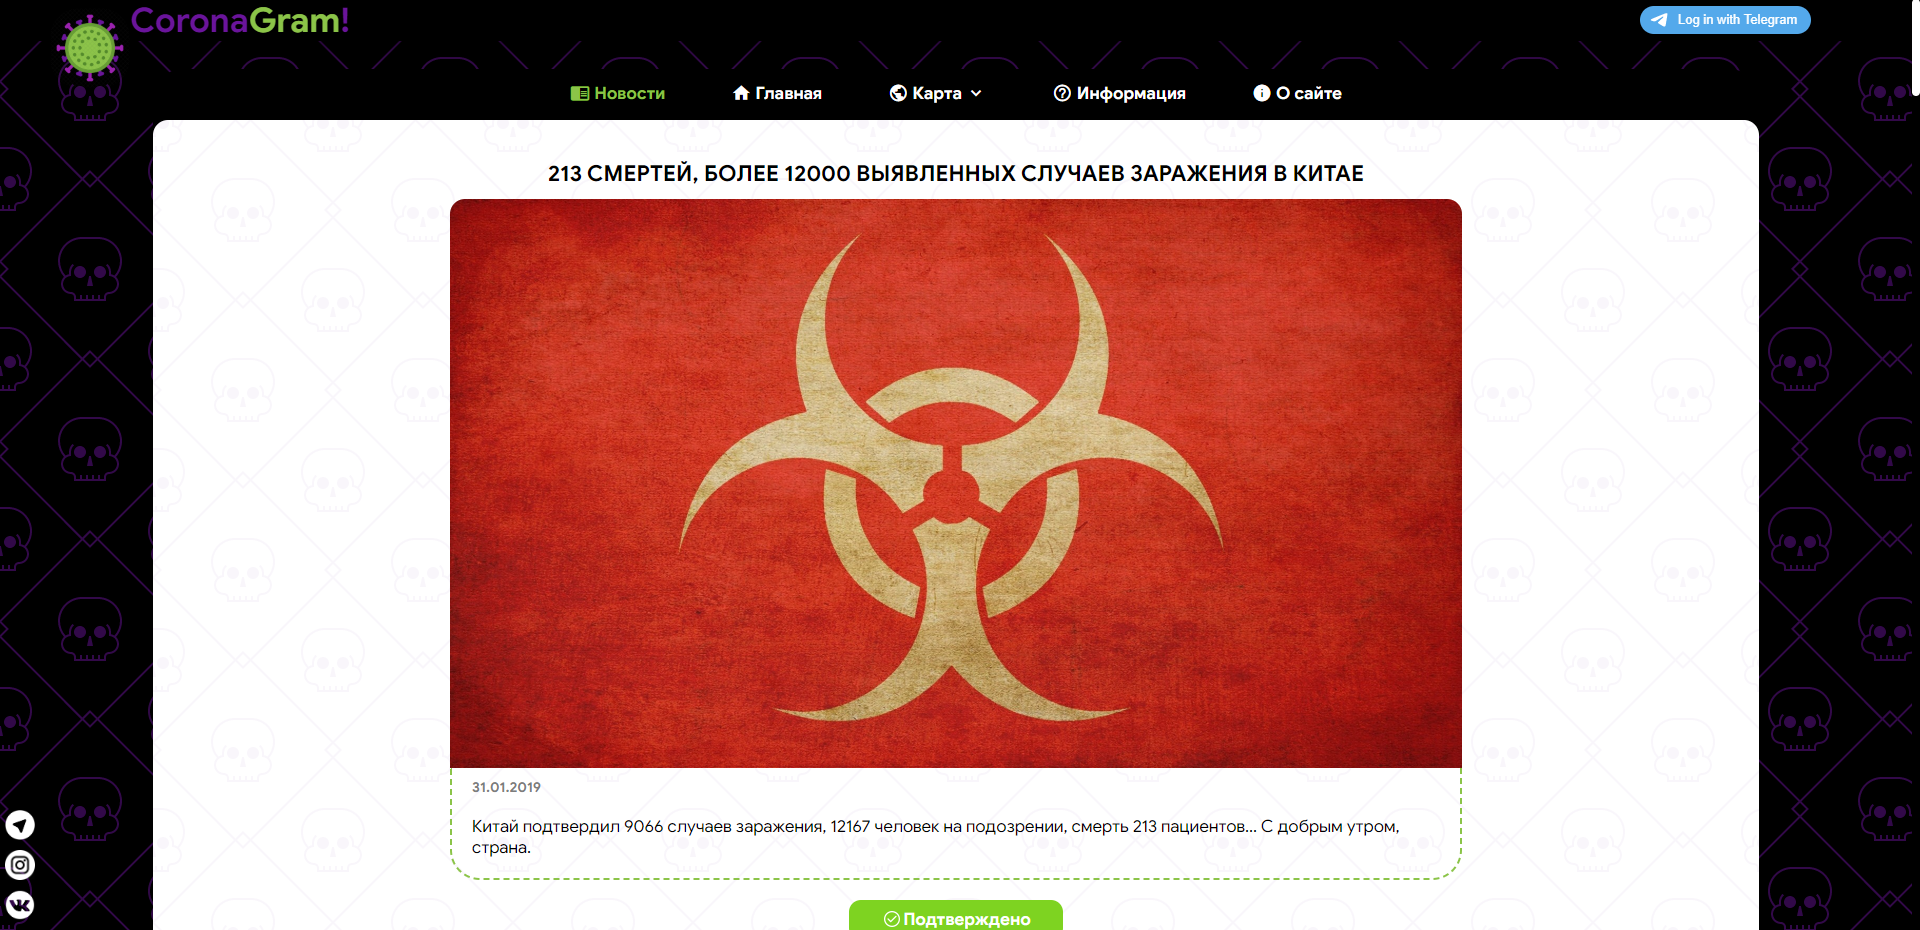 CoronaGram!
Log in with Telegram
Новости Главная Карта Информация О сайте
213 СМЕРТЕЙ, БОЛЕЕ 12000 ВЫЯВЛЕННЫХ СЛУЧАЕВ ЗАРАЖЕНИЯ В КИТАЕ
31.01.2019
Китай подтвердил 9066 случаев заражения, 12167 человек на подозрении, смерть 213 пациентов... С добрым утром,
страна.
Подтверждено